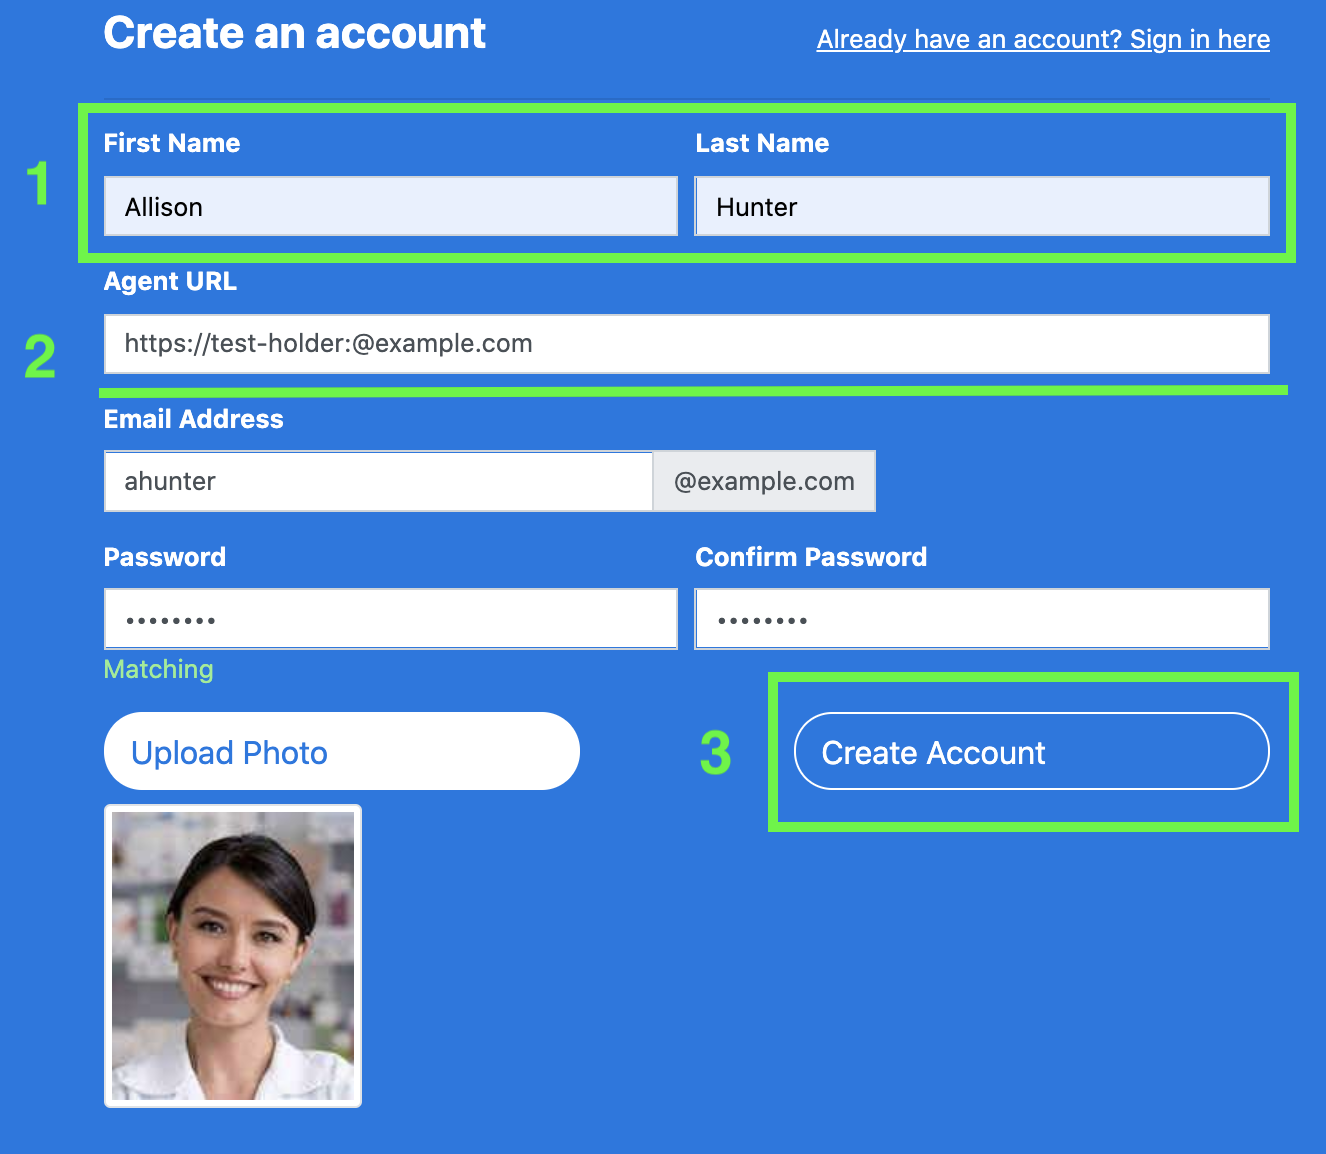 Create an account
Already have an account? Sign in here
1
First Name
Last Name
Allison
Hunter
Agent URL
2
https://test-holder:@example.com
Email Address
ahunter
@example.com
Password
Confirm Password
••••••••
••••••••
Matching
Upload Photo
3
Create Account